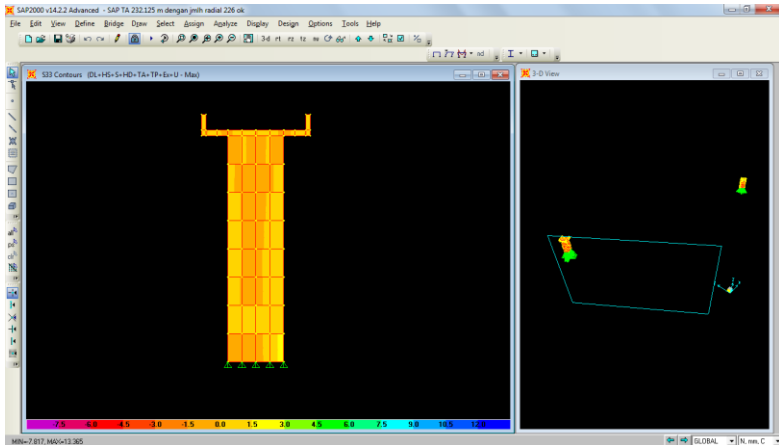 SAP2000 v14.2.2 Advanced - SAP TA 232.125 m dengan jmlh radial 226 ok
File Edit View Define Bridge Draw Select Assign Analyze Display Design Options Tools Help
3-d
nd
S33 Contours (DL+HS+S+HD+TA+TP+Ex+U - Max)
3-D View
7.5 6.0 4.5 -3.0 -1.5 0.0 1.5 3.0 4.5 6.0 7.5 9.0 10.5 12.0
MIN=-7.817, MAX=13.365
GLOBAL
N, mm, C